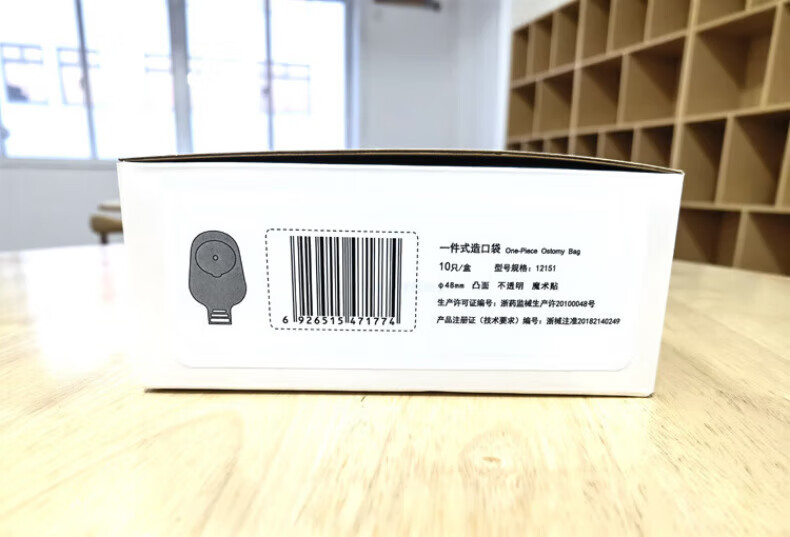 一件式造口袋 One-Piece Ostomy Bag
10只/盒 型号规格：12151
φ48mm 凸面 不透明 魔术贴
生产许可证编号：浙药监械生产许20100048号
产品注册证（技术要求）编号：浙械注准20182140249
6 926515 471774